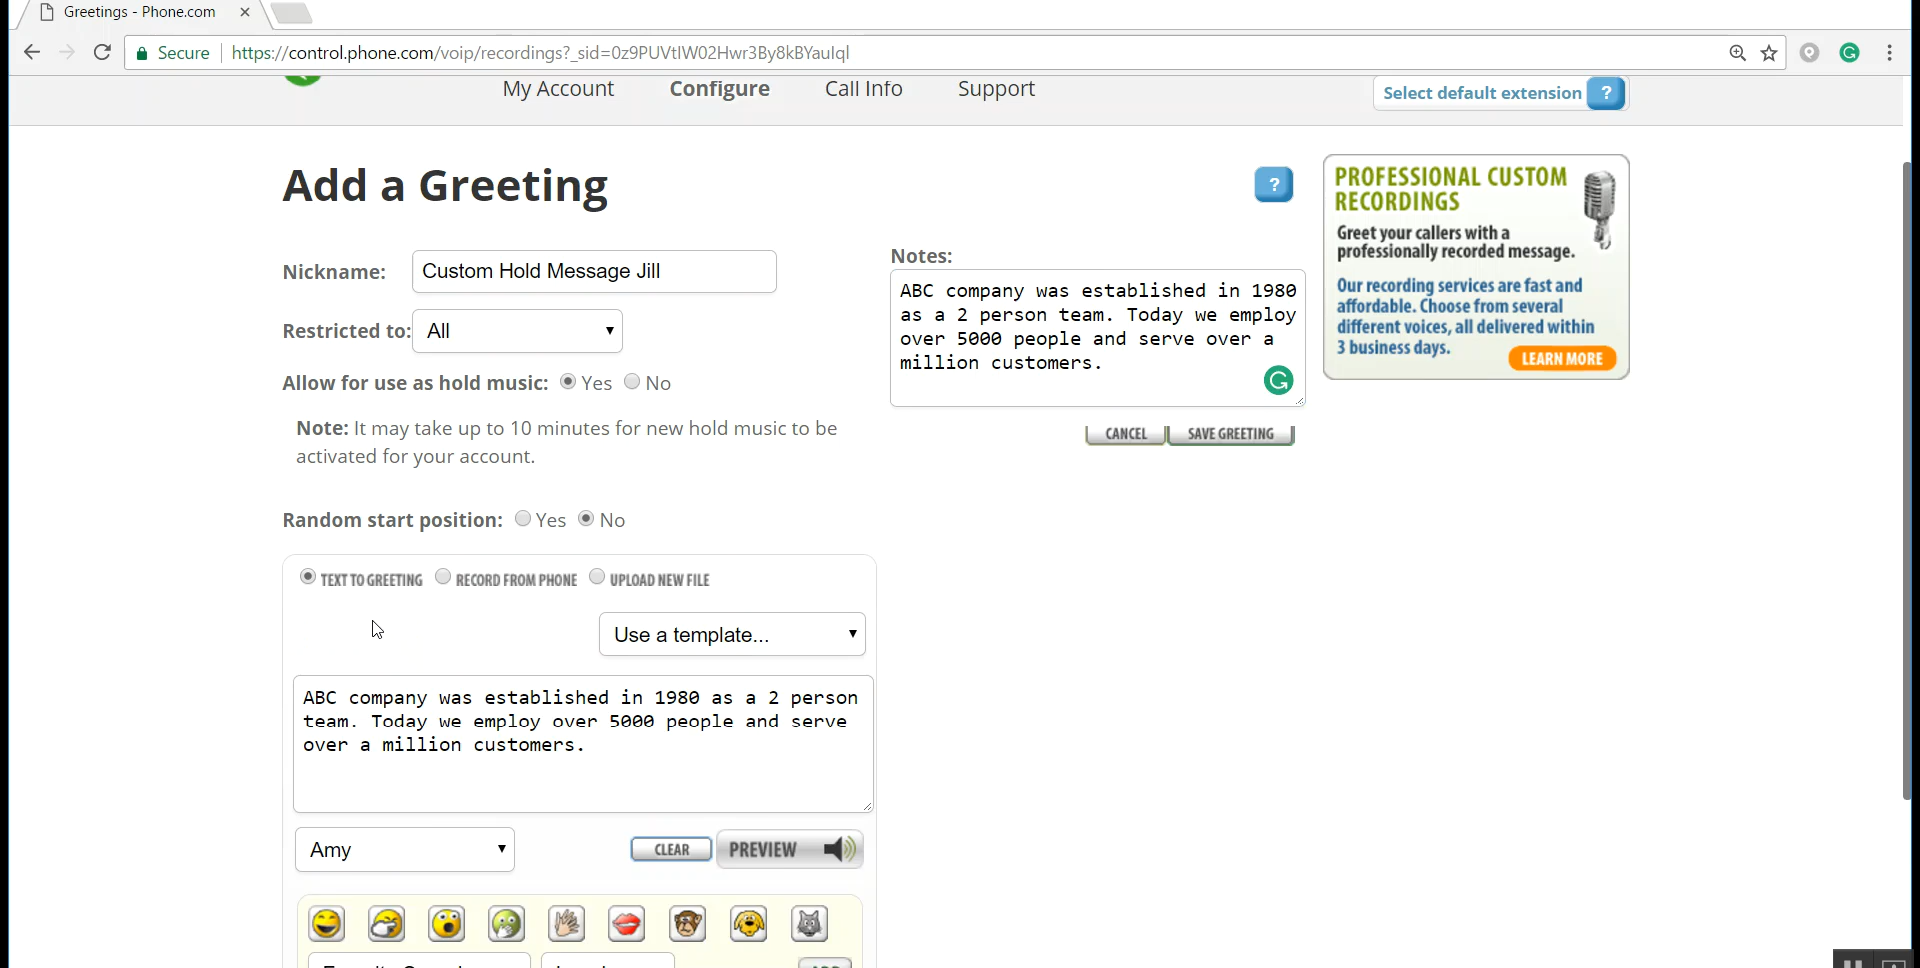 Greetings - Phone.com
Secure
https://control.phone.com/voip/recordings?_sid=0z9PUVtIW02Hwr3By8kBYauIqI
My Account
Configure
Call Info
Support
Select default extension
?
Add a Greeting
?
PROFESSIONAL CUSTOM
RECORDINGS
Greet your callers with a
professionally recorded message.
Our recording services are fast and
affordable. Choose from several
different voices, all delivered within
3 business days.
LEARN MORE
Nickname:
Custom Hold Message Jill
Restricted to:
All
Allow for use as hold music:
Yes
No
Note: It may take up to 10 minutes for new hold music to be
activated for your account.
Random start position:
Yes
No
Notes:
ABC company was established in 1980
as a 2 person team. Today we employ
over 5000 people and serve over a
million customers.
CANCEL
SAVE GREETING
TEXT TO GREETING
RECORD FROM PHONE
UPLOAD NEW FILE
Use a template...
ABC company was established in 1980 as a 2 person
team. Today we employ over 5000 people and serve
over a million customers.
Amy
CLEAR
PREVIEW